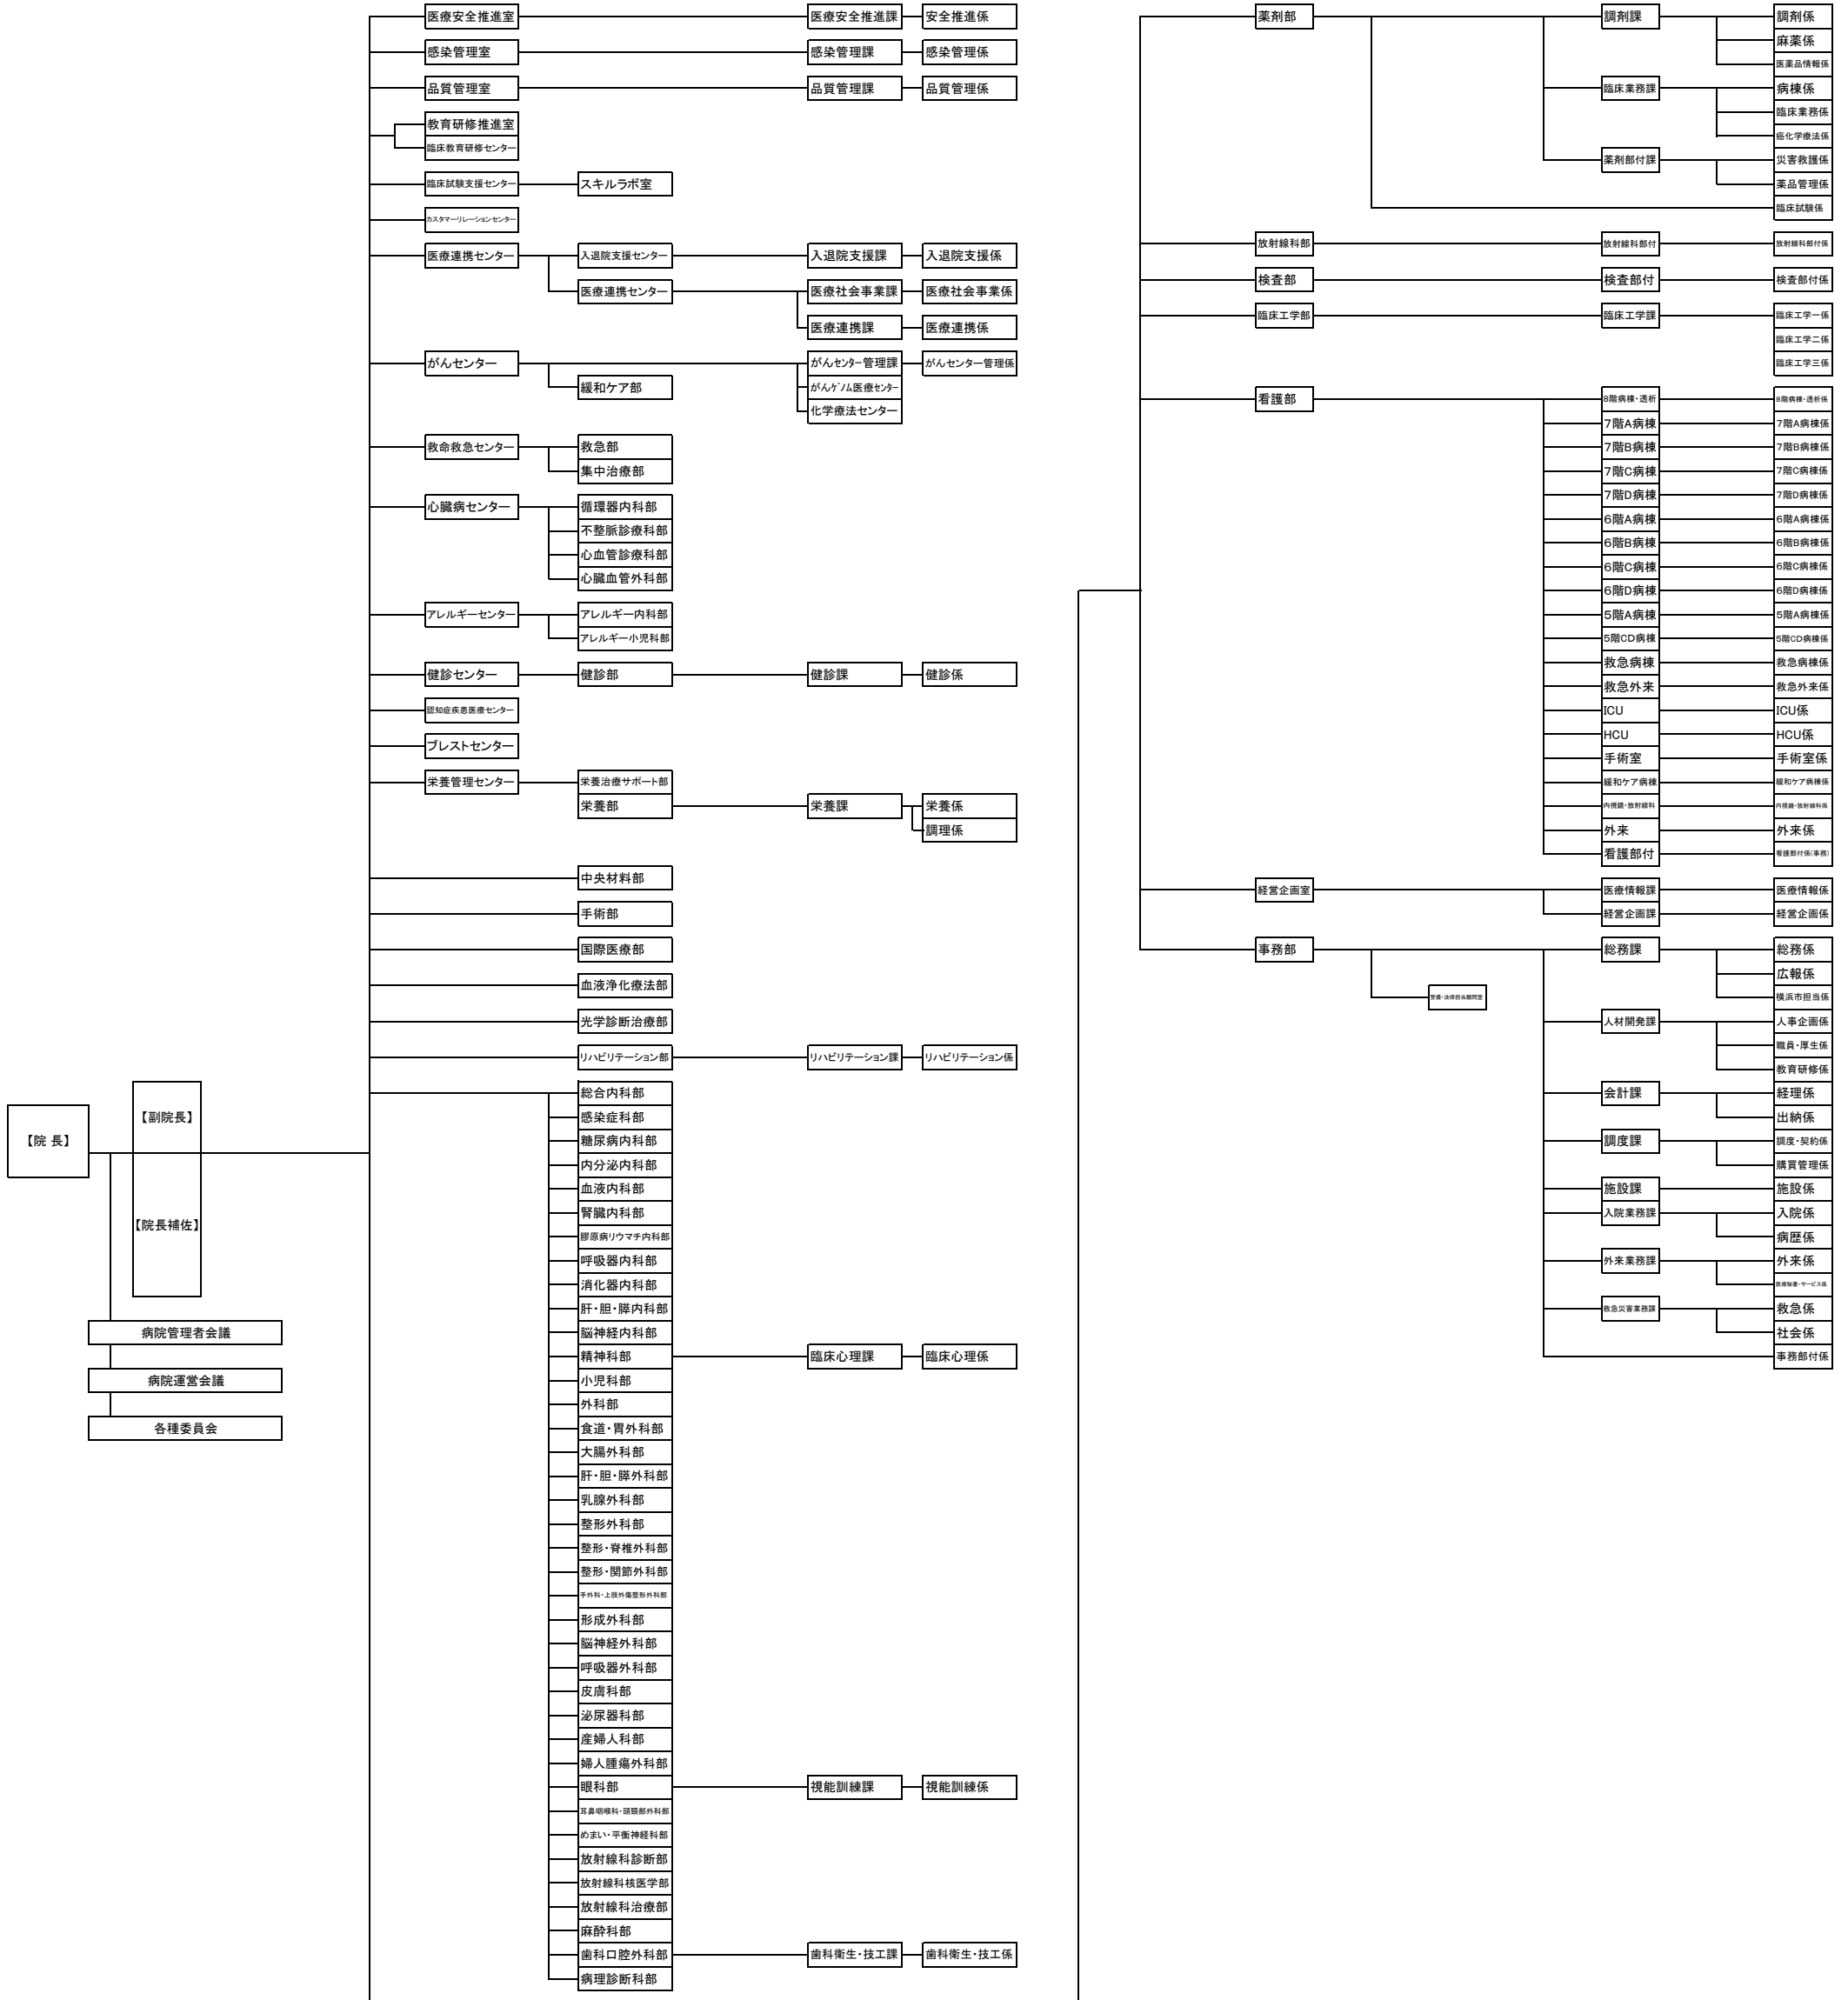 医療安全推進室 医療安全推進課 安全推進係
感染管理室 感染管理課 感染管理係
品質管理室 品質管理課 品質管理係
教育研修推進室
臨床教育研修センター
臨床試験支援センター スキルラボ室
カスタマーリレーションセンター
医療連携センター 入退院支援センター 入退院支援課 入退院支援係
医療連携センター 医療社会事業課 医療社会事業係
医療連携課 医療連携係
がんセンター がんセンター管理課 がんセンター管理係
緩和ケア部 がんゲノム医療センター
化学療法センター
救命救急センター 救急部
集中治療部
心臓病センター 循環器内科部
不整脈診療科部
心血管診療科部
心臓血管外科部
アレルギーセンター アレルギー内科部
アレルギー小児科部
健診センター 健診部 健診課 健診係
認知症疾患医療センター
ブレストセンター
栄養管理センター 栄養治療サポート部
栄養部 栄養課 栄養係
調理係
中央材料部
手術部
国際医療部
血液浄化療法部
光学診断治療部
リハビリテーション部 リハビリテーション課 リハビリテーション係
【院 長】
【副院長】
【院長補佐】
病院管理者会議
病院運営会議
各種委員会
総合内科部
感染症科部
糖尿病内科部
内分泌内科部
血液内科部
腎臓内科部
膠原病リウマチ内科部
呼吸器内科部
消化器内科部
肝・胆・膵内科部
脳神経内科部
精神科部 臨床心理課 臨床心理係
小児科部
外科部
食道・胃外科部
大腸外科部
肝・胆・膵外科部
乳腺外科部
整形外科部
整形・脊椎外科部
整形・関節外科部
手外科・上肢外傷整形外科部
形成外科部
脳神経外科部
呼吸器外科部
皮膚科部
泌尿器科部
産婦人科部
婦人腫瘍外科部
眼科部 視能訓練課 視能訓練係
耳鼻咽喉科・頭頸部外科部
めまい・平衡神経科部
放射線科診断部
放射線科核医学部
放射線科治療部
麻酔科部
歯科口腔外科部 歯科衛生・技工課 歯科衛生・技工係
病理診断科部
薬剤部 調剤課 調剤係
麻薬係
医薬品情報係
臨床業務課 病棟係
臨床業務係
癌化学療法係
薬剤部付課 災害救護係
薬品管理係
臨床試験係
放射線科部 放射線科部付 放射線科部付係
検査部 検査部付 検査部付係
臨床工学部 臨床工学課 臨床工学一係
臨床工学二係
臨床工学三係
看護部 8階病棟・透析 8階病棟・透析係
7階A病棟 7階A病棟係
7階B病棟 7階B病棟係
7階C病棟 7階C病棟係
7階D病棟 7階D病棟係
6階A病棟 6階A病棟係
6階B病棟 6階B病棟係
6階C病棟 6階C病棟係
6階D病棟 6階D病棟係
5階A病棟 5階A病棟係
5階CD病棟 5階CD病棟係
救急病棟 救急病棟係
救急外来 救急外来係
ICU ICU係
HCU HCU係
手術室 手術室係
緩和ケア病棟 緩和ケア病棟係
内視鏡・放射線科 内視鏡・放射線科係
外来 外来係
看護部付 看護部付係(事務)
経営企画室 医療情報課 医療情報係
経営企画課 経営企画係
事務部 総務課 総務係
広報係
警備・法律担当顧問室 横浜市担当係
人材開発課 人事企画係
職員・厚生係
教育研修係
会計課 経理係
出納係
調度課 調度・契約係
購買管理係
施設課 施設係
入院業務課 入院係
病歴係
外来業務課 外来係
医療秘書・サービス係
救急災害業務課 救急係
社会係
事務部付係